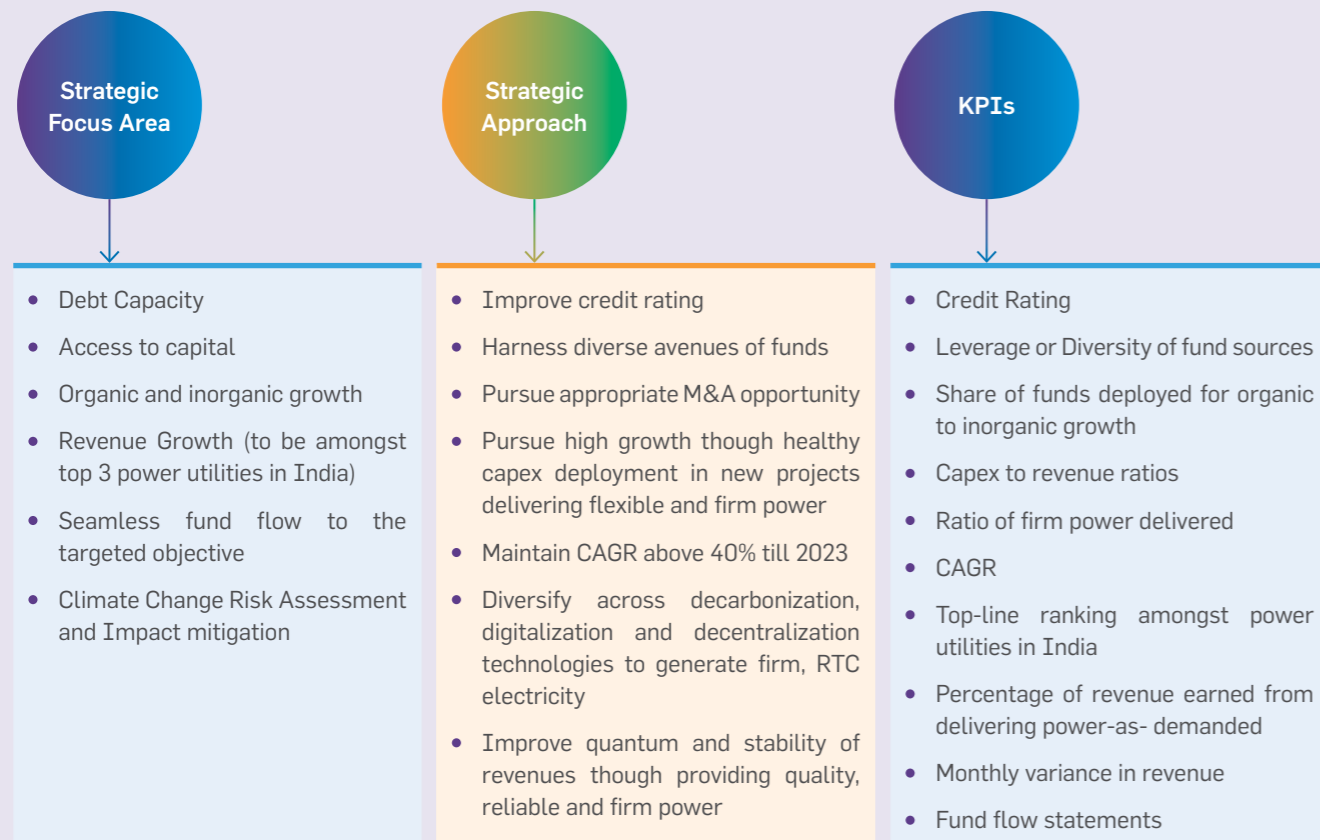 Strategic
Focus Area
Strategic
Approach
KPIs
• Debt Capacity
• Access to capital
• Organic and inorganic growth
• Revenue Growth (to be amongst
top 3 power utilities in India)
• Seamless fund flow to the
targeted objective
• Climate Change Risk Assessment
and Impact mitigation
• Improve credit rating
• Harness diverse avenues of funds
• Pursue appropriate M&A opportunity
• Pursue high growth though healthy
capex deployment in new projects
delivering flexible and firm power
• Maintain CAGR above 40% till 2023
• Diversify across decarbonization,
digitalization and decentralization
technologies to generate firm, RTC
electricity
• Improve quantum and stability of
revenues though providing quality,
reliable and firm power
• Credit Rating
• Leverage or Diversity of fund sources
• Share of funds deployed for organic
to inorganic growth
• Capex to revenue ratios
• Ratio of firm power delivered
• CAGR
• Top-line ranking amongst power
utilities in India
• Percentage of revenue earned from
delivering power-as- demanded
• Monthly variance in revenue
• Fund flow statements